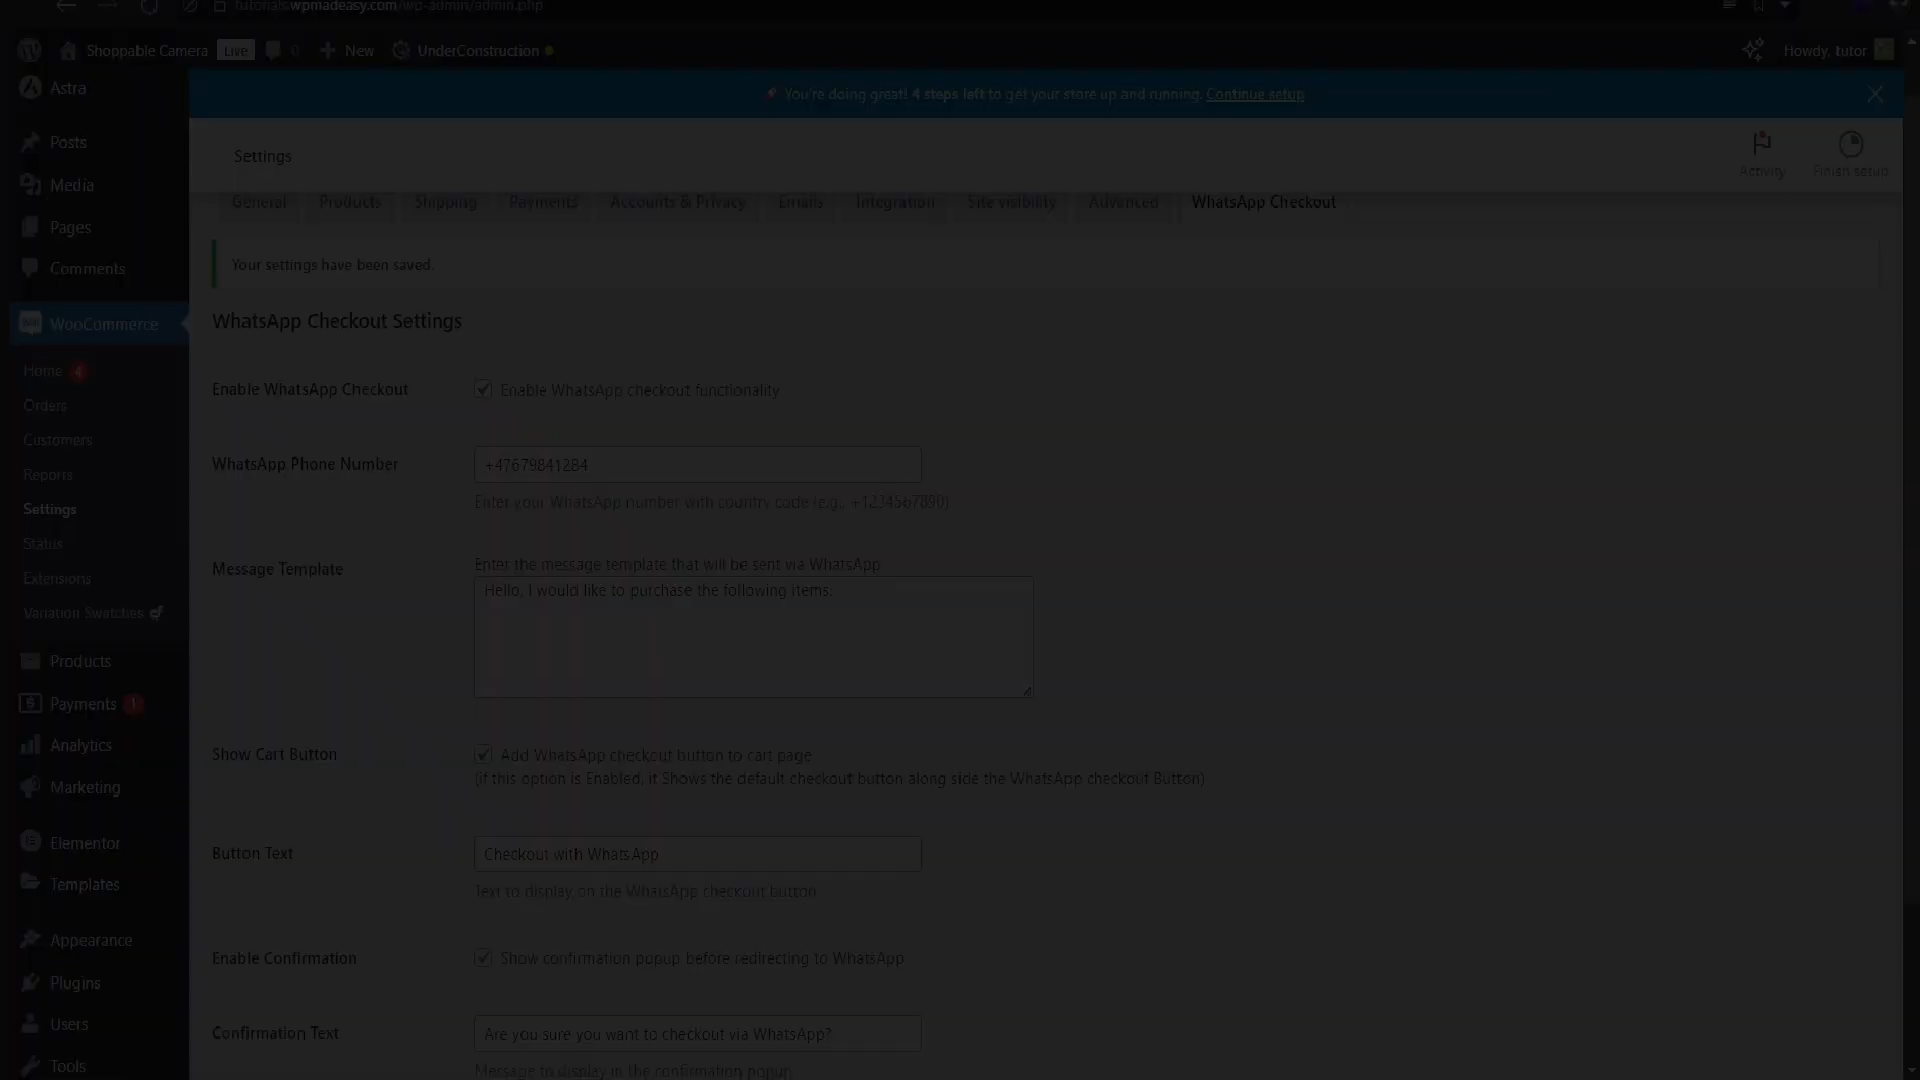 tutorials.wpmadeasy.com/wp-admin/admin.php
Shoppable Camera Live 0 New UnderConstruction
Howdy, tutor
Astra
Posts
Media
Pages
Comments
WooCommerce
Home 4
Orders
Customers
Reports
Settings
Status
Extensions
Variation Swatches
Products
Payments 1
Analytics
Marketing
Elementor
Templates
Appearance
Plugins
Users
Tools
You're doing great! 4 steps left to get your store up and running. Continue setup
Settings
Activity
Finish setup
General Products Shipping Payments Accounts & Privacy Emails Integration Site visibility Advanced WhatsApp Checkout
Your settings have been saved.
WhatsApp Checkout Settings
Enable WhatsApp Checkout
Enable WhatsApp checkout functionality
WhatsApp Phone Number
+47679841284
Enter your WhatsApp number with country code (e.g., +1234567890)
Message Template
Enter the message template that will be sent via WhatsApp
Hello, I would like to purchase the following items:
Show Cart Button
Add WhatsApp checkout button to cart page
(if this option is Enabled, it Shows the default checkout button along side the WhatsApp checkout Button)
Button Text
Checkout with WhatsApp
Text to display on the WhatsApp checkout button
Enable Confirmation
Show confirmation popup before redirecting to WhatsApp
Confirmation Text
Are you sure you want to checkout via WhatsApp?
Message to display in the confirmation popup